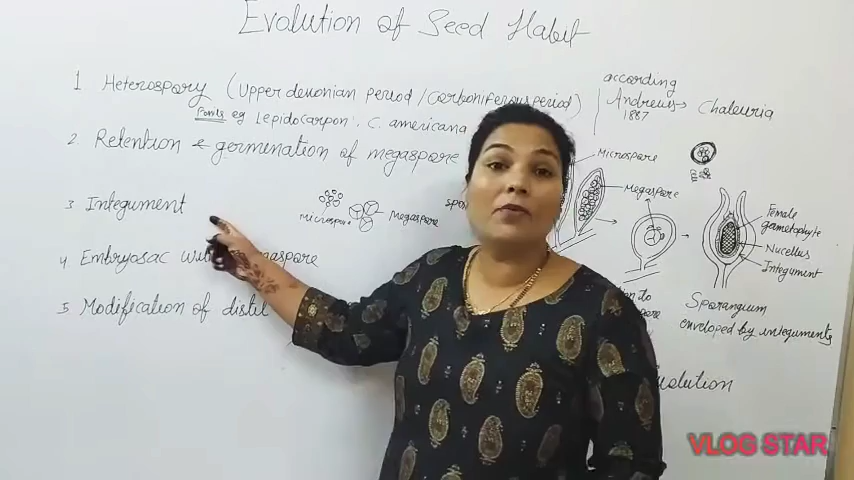 Evolution of Seed Habit
1 Heterospory (Upper devonian period / Carboniferous period)
Fossils eg Lepidocarpon. C. americana
2 Retention & germination of megaspore
3 Integument
4 Embryosac
5 Modification of distal
microspore
Megaspore
according
Andrews
1887
Chaleuria
Microspore
Megaspore
Female
gametophyte
Nucellus
Integument
Sporangium
enveloped by integuments
VLOG STAR